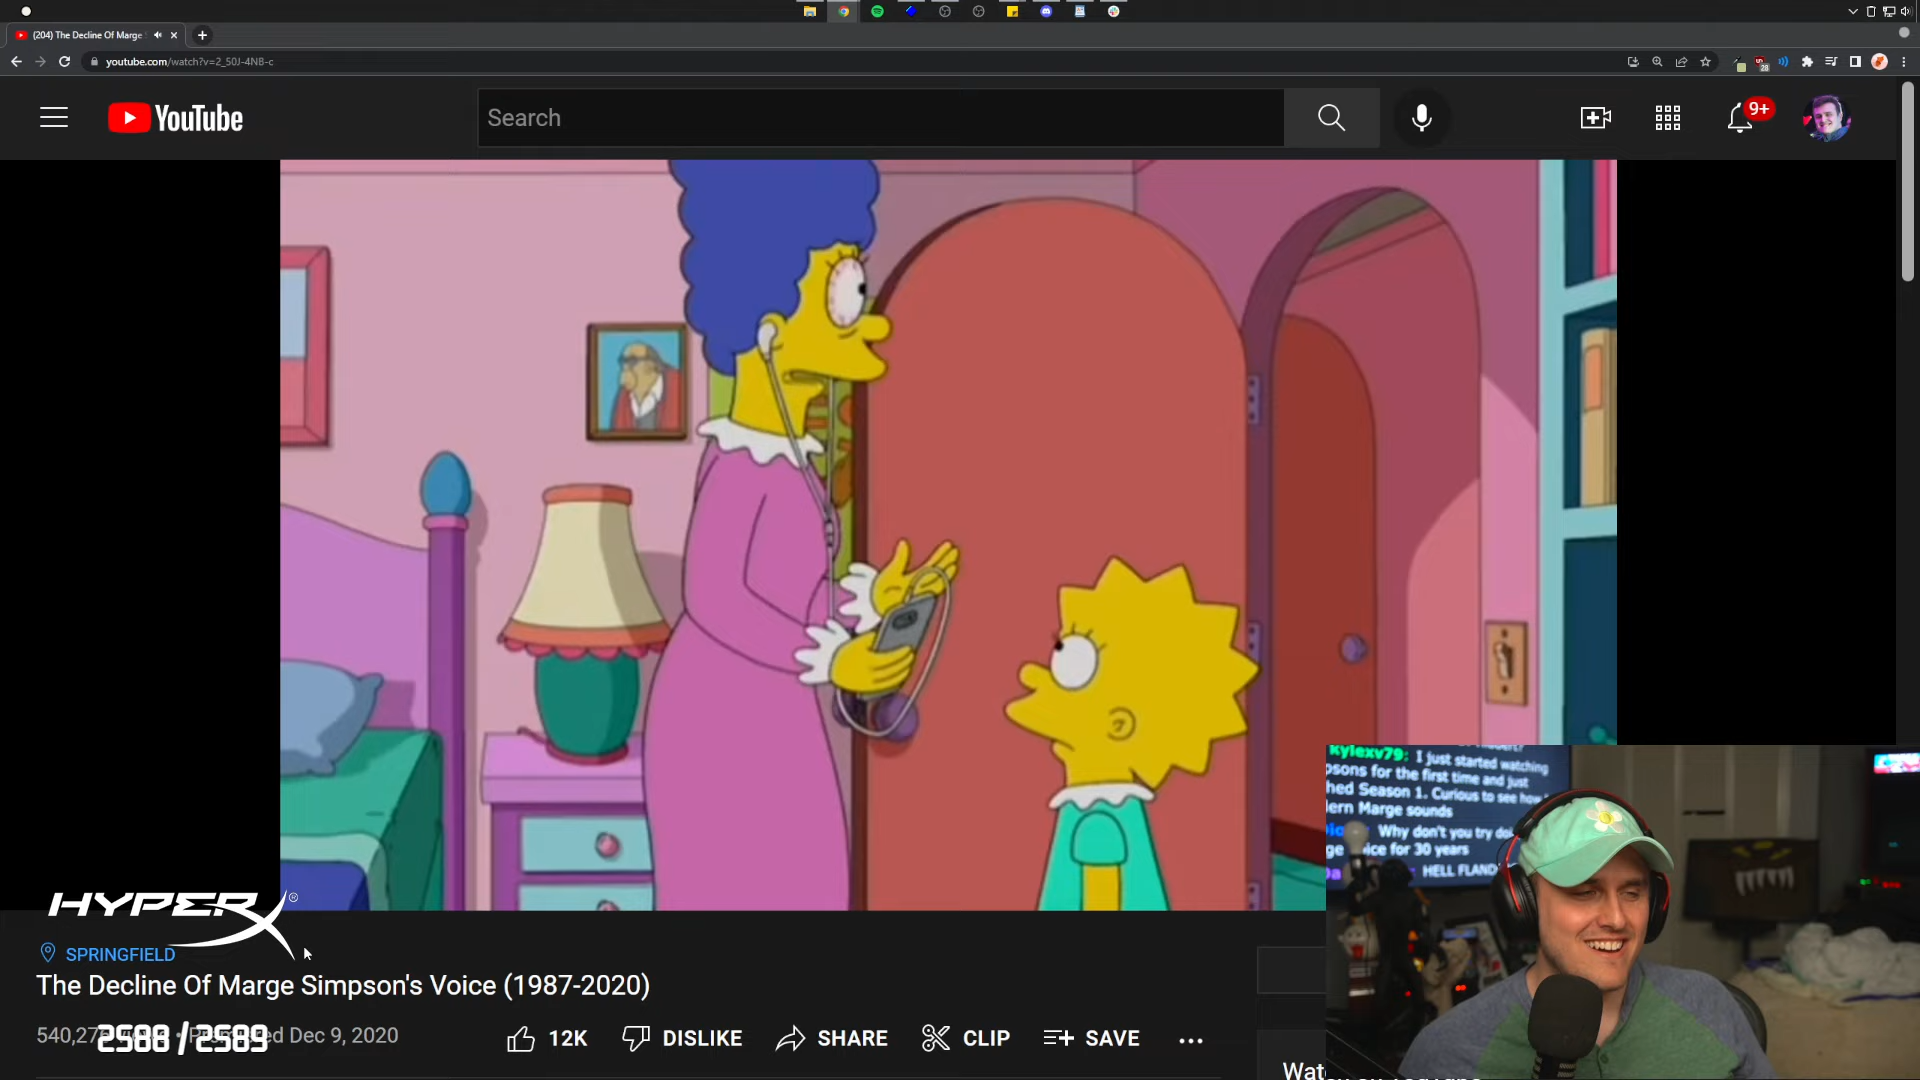 (204) The Decline Of Marge
youtube.com/watch?v=2_50J-4NB-c
28
YouTube
Search
9+
kylexv79: I just started watching
psons for the first time and just
hed Season 1. Curious to see how
ern Marge sounds
Why don't you try doi
ge ice for 30 years
HELL FLAND
HYPERX®
SPRINGFIELD
The Decline Of Marge Simpson's Voice (1987-2020)
540,27
2588/2589
ed Dec 9, 2020
12K
DISLIKE
SHARE
CLIP
SAVE